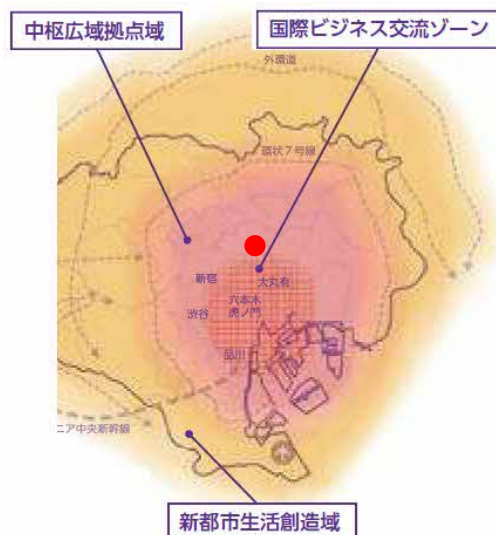 中枢広域拠点域
国際ビジネス交流ゾーン
外環道
環状7号線
新宿
大丸有
六本木
虎ノ門
渋谷
品川
ニア中央新幹線
新都市生活創造域